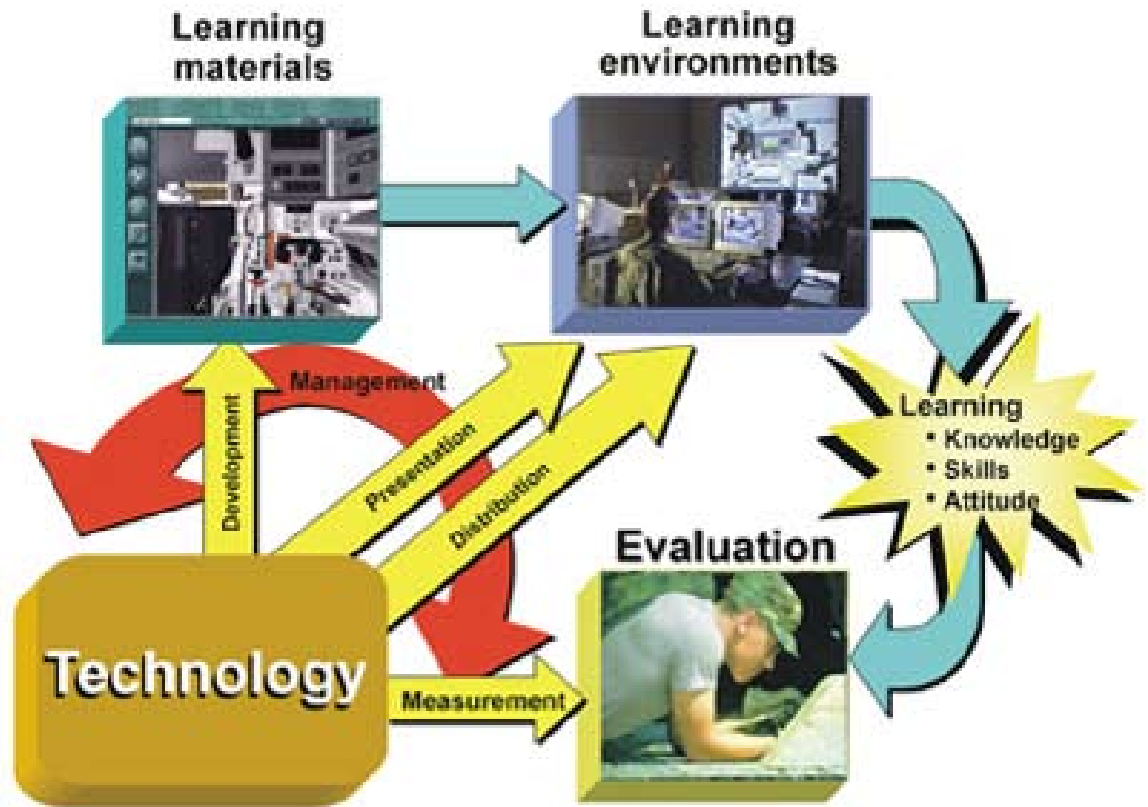 Learning
materials
Learning
environments
Management
Development
Presentation
Distribution
Learning
• Knowledge
• Skills
• Attitude
Evaluation
Technology
Measurement